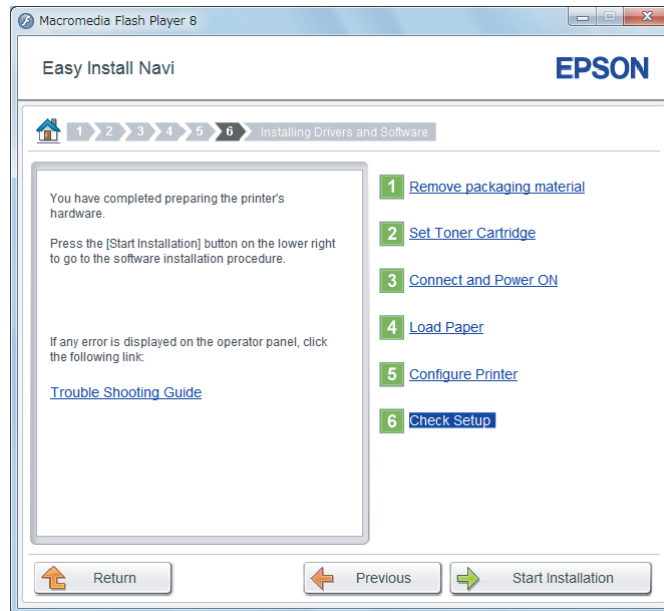 Macromedia Flash Player 8
Easy Install Navi
EPSON
1 2 3 4 5 6 Installing Drivers and Software
You have completed preparing the printer's
hardware.
Press the [Start Installation] button on the lower right
to go to the software installation procedure.
If any error is displayed on the operator panel, click
the following link:
Trouble Shooting Guide
1 Remove packaging material
2 Set Toner Cartridge
3 Connect and Power ON
4 Load Paper
5 Configure Printer
6 Check Setup
Return
Previous
Start Installation